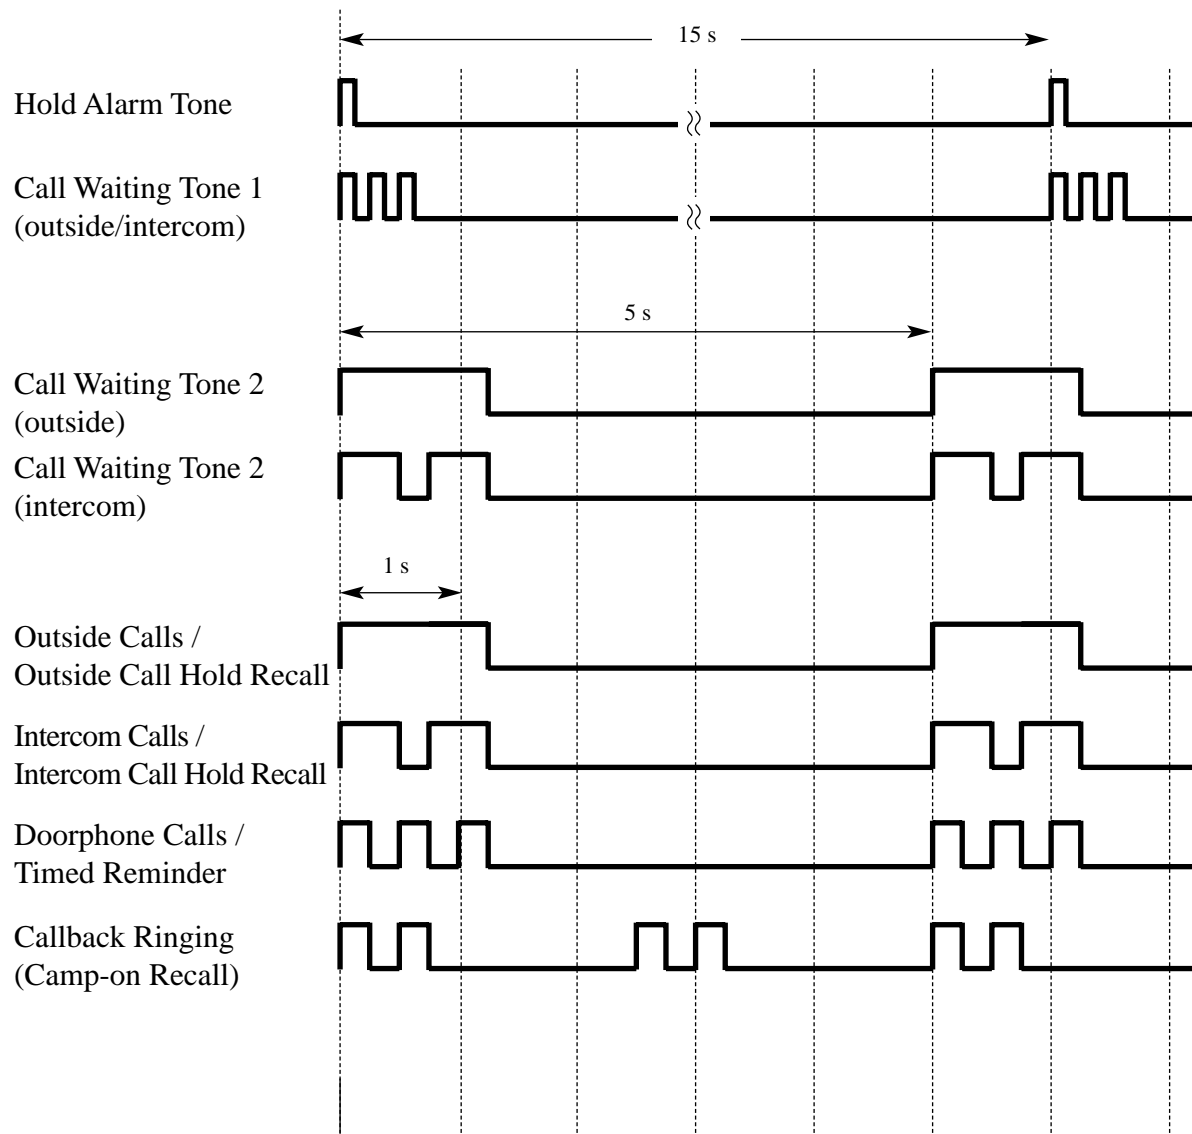 15 s
Hold Alarm Tone
Call Waiting Tone 1
(outside/intercom)
5 s
Call Waiting Tone 2
(outside)
Call Waiting Tone 2
(intercom)
1 s
Outside Calls /
Outside Call Hold Recall
Intercom Calls /
Intercom Call Hold Recall
Doorphone Calls /
Timed Reminder
Callback Ringing
(Camp-on Recall)